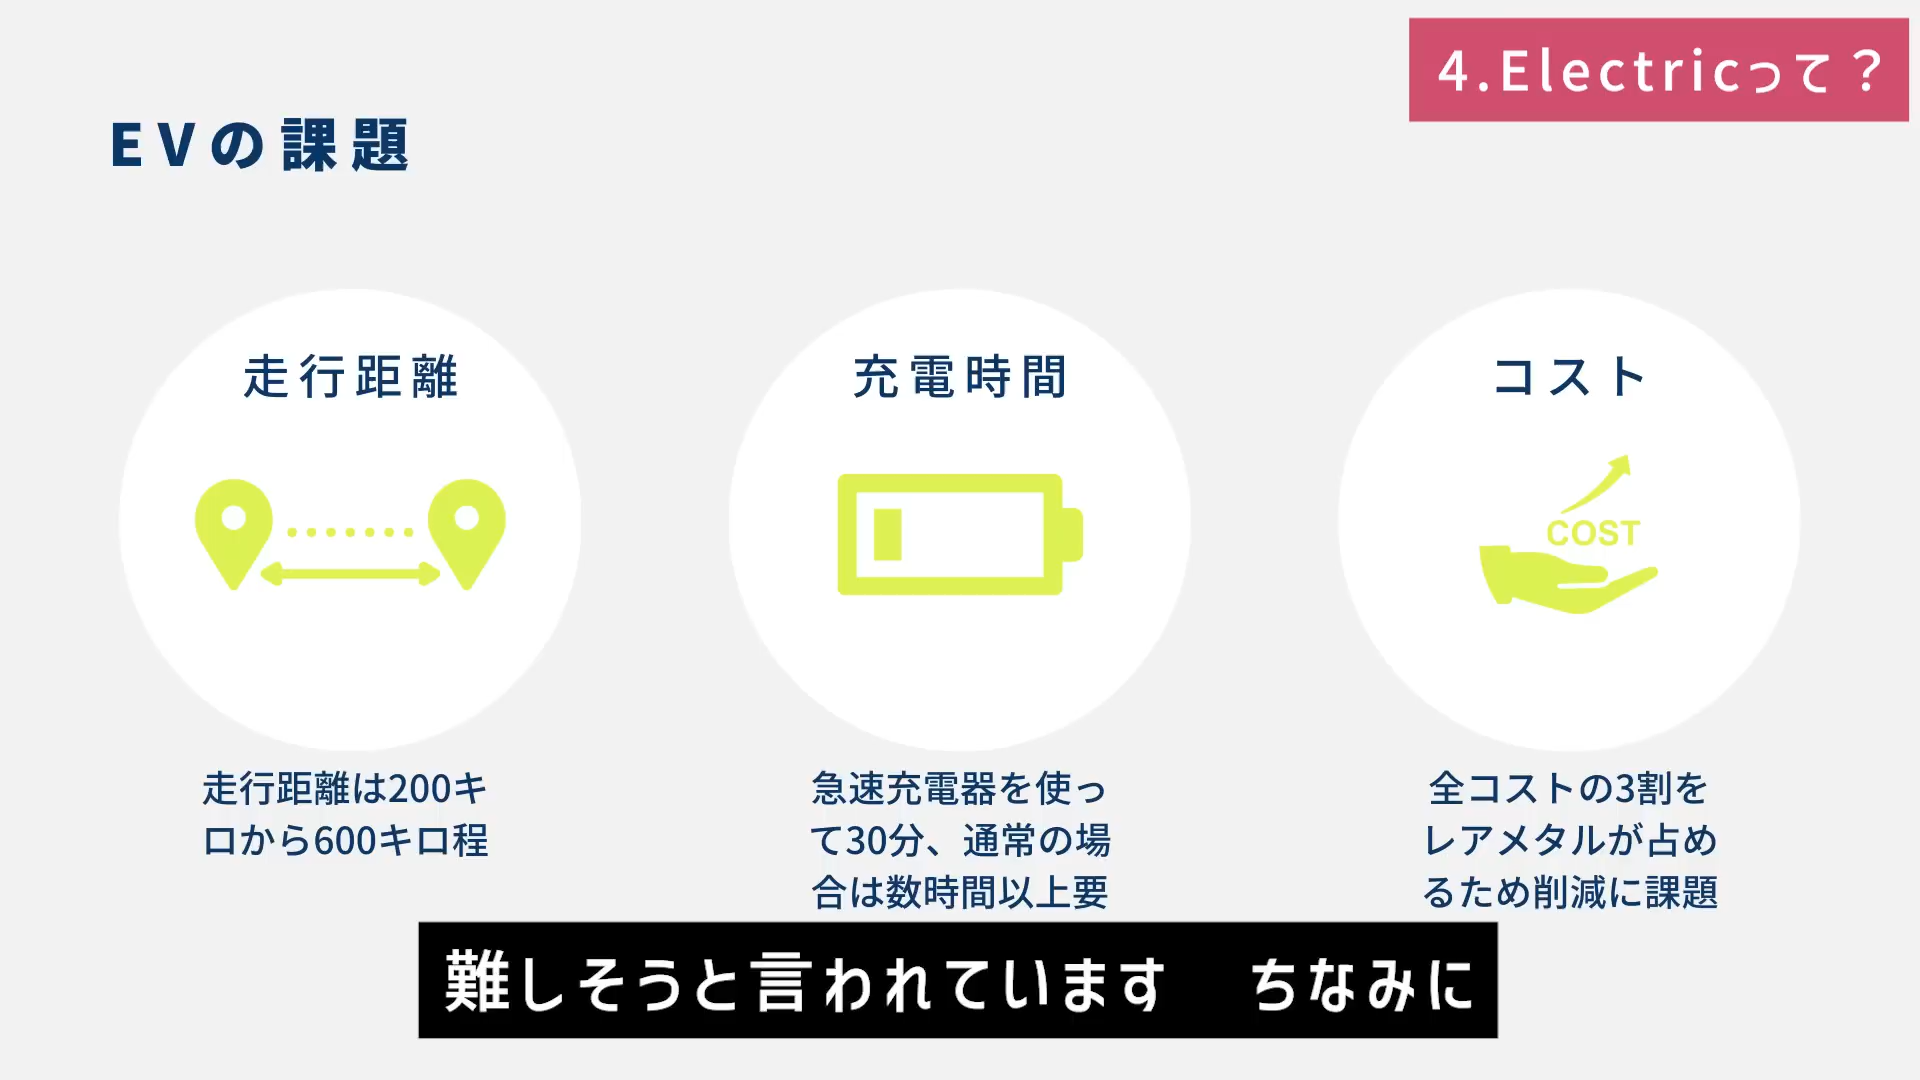 4.Electricって？
EVの課題
走行距離
走行距離は200キ
ロから600キロ程
充電時間
急速充電器を使っ
て30分、通常の場
合は数時間以上要
コスト
COST
全コストの3割を
レアメタルが占め
るため削減に課題
難しそうと言われています　ちなみに